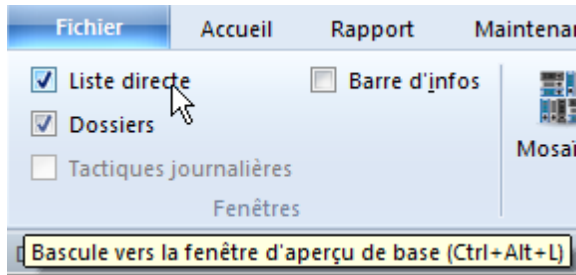 Fichier Accueil Rapport Maintenan
Liste directe Barre d'infos
Dossiers
Mosaï
Tactiques journalières
Fenêtres
Bascule vers la fenêtre d'aperçu de base (Ctrl+Alt+L)